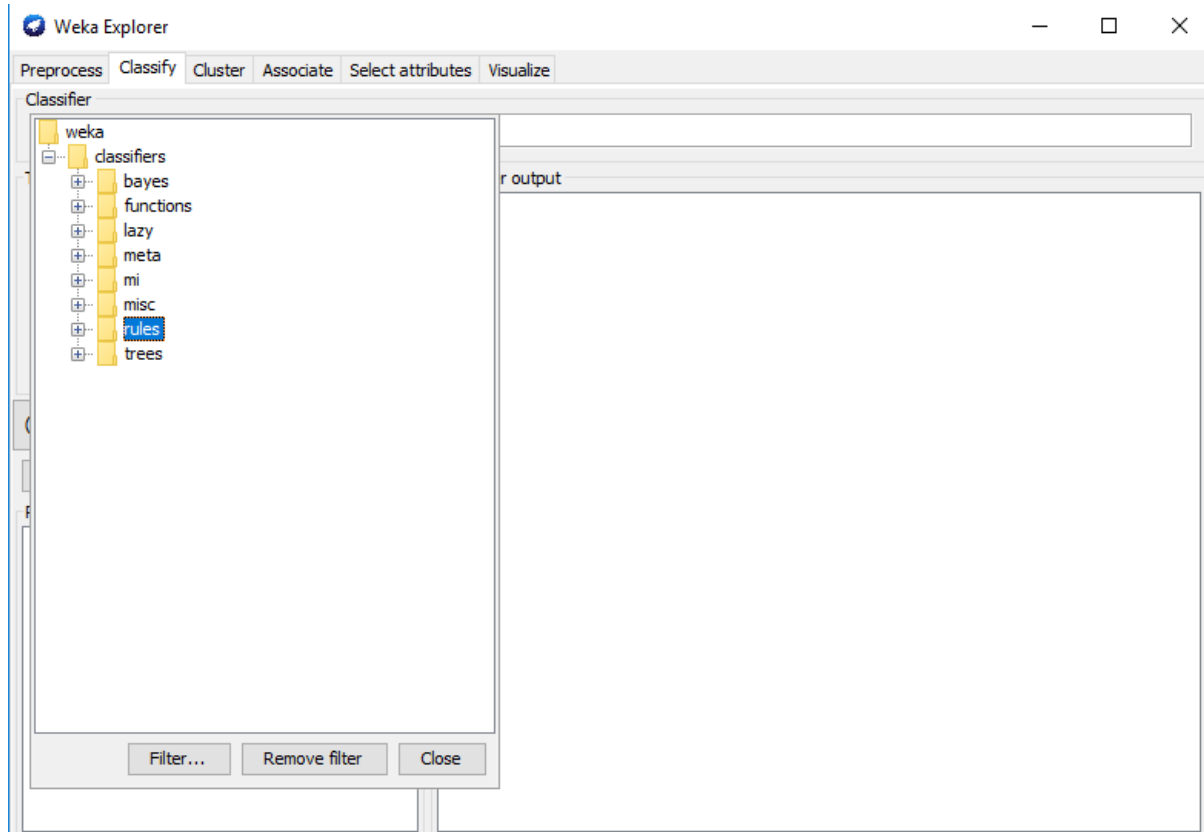 Weka Explorer
Preprocess Classify Cluster Associate Select attributes Visualize
Classifier
weka
classifiers
bayes
functions
lazy
meta
mi
misc
rules
trees
r output
Filter... Remove filter Close